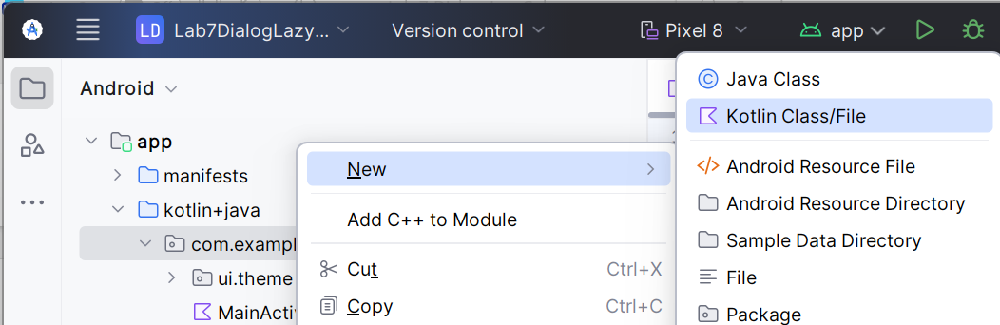 LD Lab7DialogLazy... Version control Pixel 8 app
Android
app
manifests
kotlin+java
com.exampl
ui.theme
MainActi
New
Add C++ to Module
Cut Ctrl+X
Copy Ctrl+C
Java Class
Kotlin Class/File
Android Resource File
Android Resource Directory
Sample Data Directory
File
Package